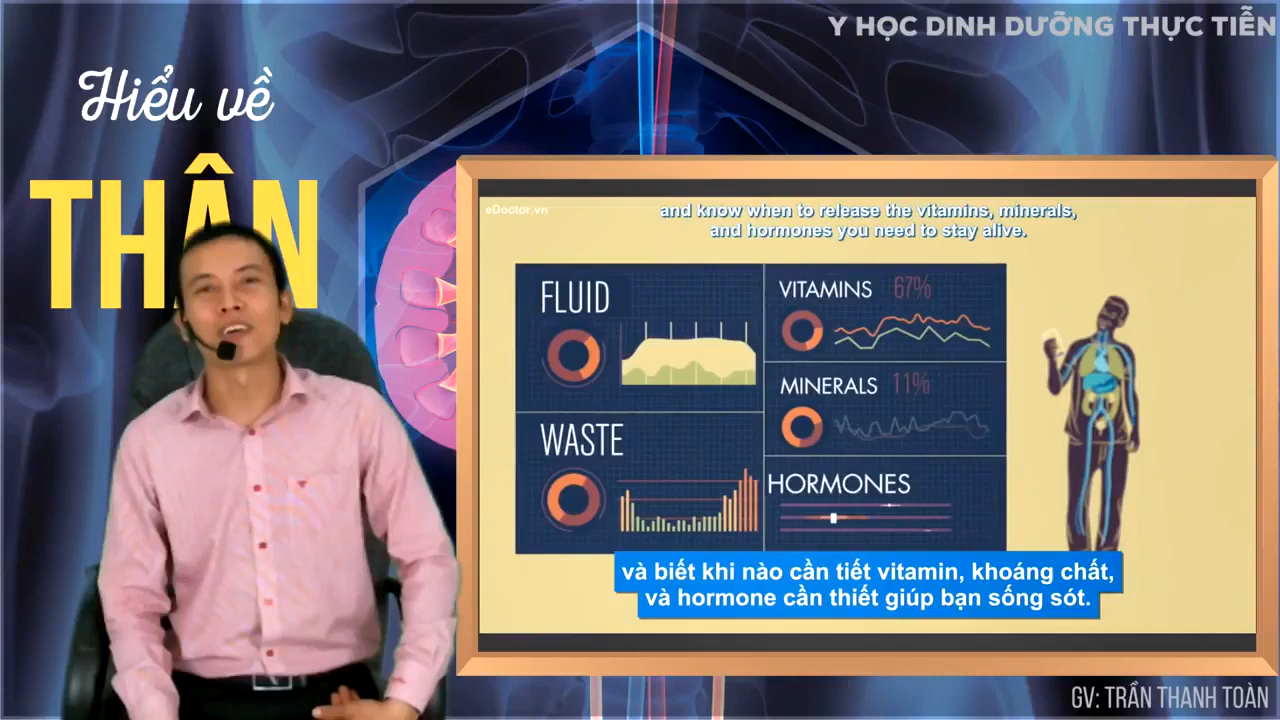 Y HỌC DINH DƯỠNG THỰC TIỄN
Hiểu về
THẬN
eDoctor.vn
and know when to release the vitamins, minerals,
and hormones you need to stay alive.
FLUID
VITAMINS 67%
MINERALS 11%
WASTE
HORMONES
và biết khi nào cần tiết vitamin, khoáng chất,
và hormone cần thiết giúp bạn sống sót.
GV: TRẦN THANH TOÀN